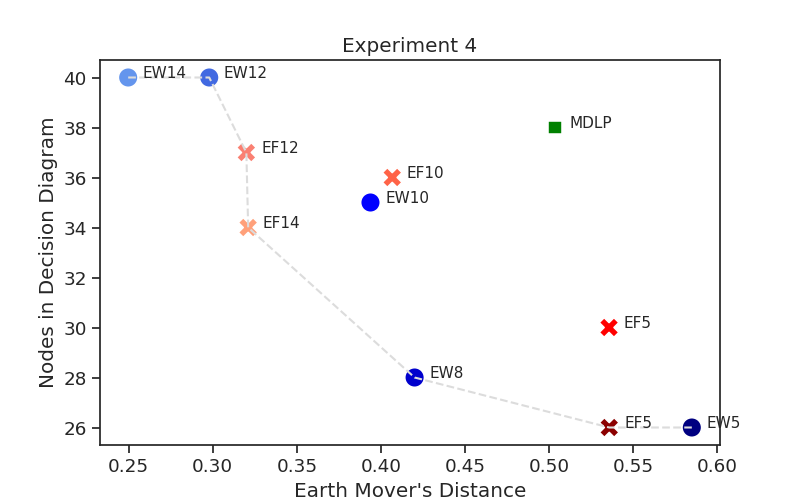 Experiment 4
Nodes in Decision Diagram
40
38
36
34
32
30
28
26
EW14
EW12
MDLP
EF12
EF10
EW10
EF14
EF5
EW8
EF5
EW5
0.25
0.30
0.35
0.40
0.45
0.50
0.55
0.60
Earth Mover's Distance